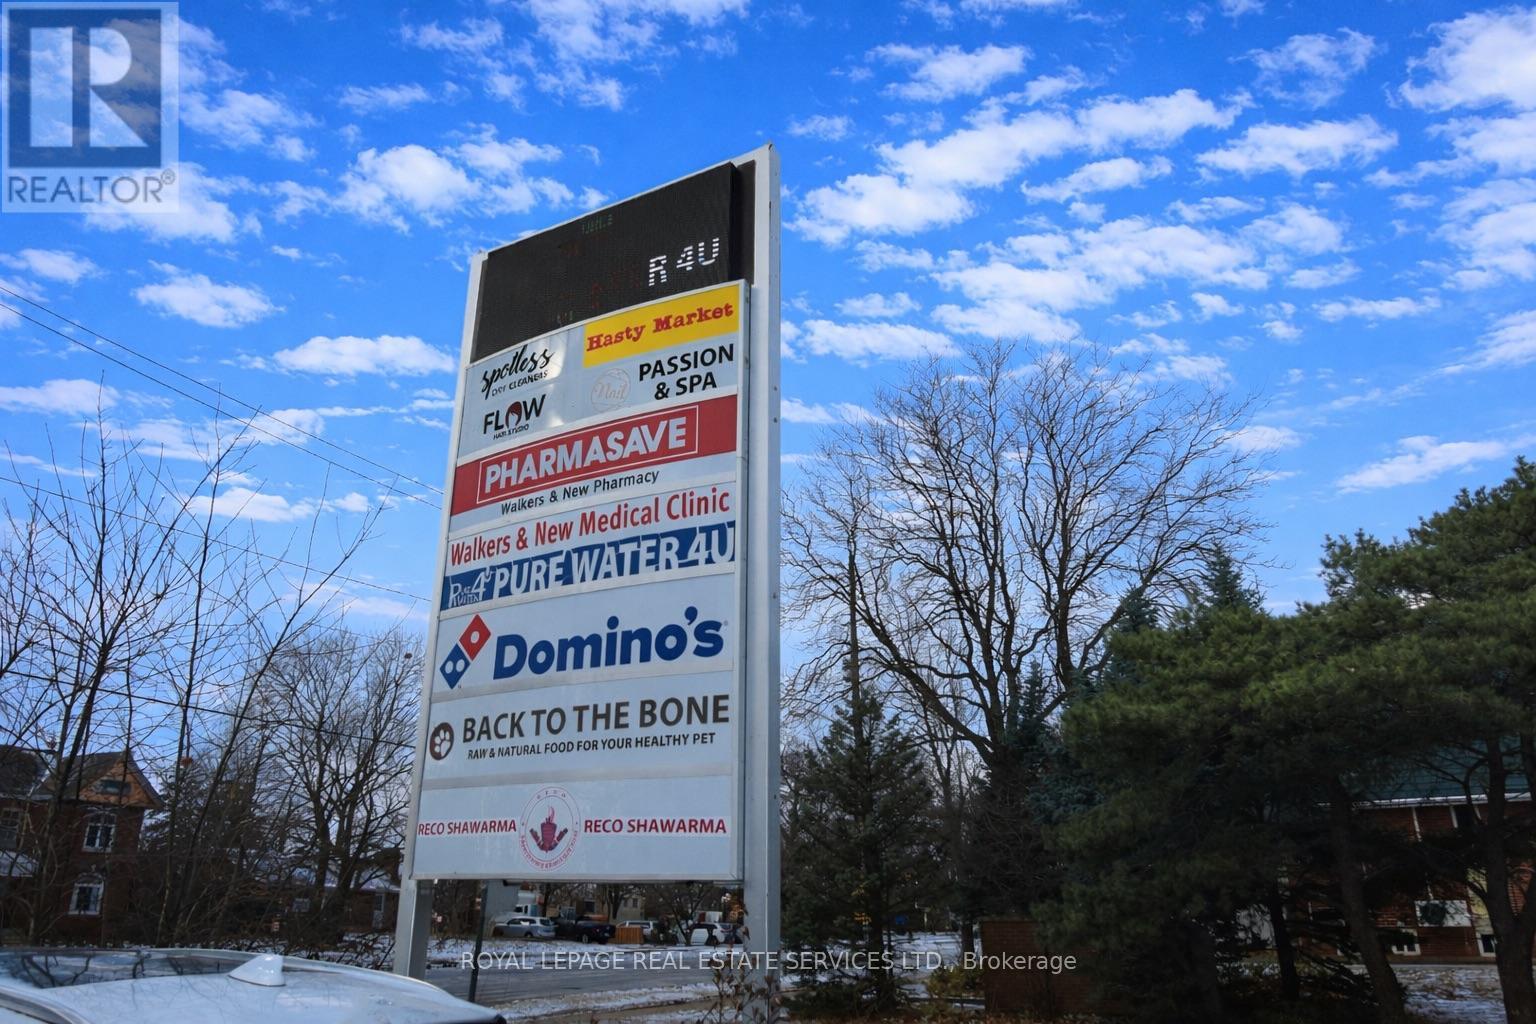 REALTOR®
R 4U
Hasty Market
spotless
DRY CLEANERS
Nail
PASSION
& SPA
FLOW
HAIR STUDIO
PHARMASAVE
Walkers & New Pharmacy
Walkers & New Medical Clinic
PURE WATER 4U
Domino's
BACK TO THE BONE
RAW & NATURAL FOOD FOR YOUR HEALTHY PET
RECO SHAWARMA
RECO SHAWARMA
ROYAL LEPAGE REAL ESTATE SERVICES LTD., Brokerage